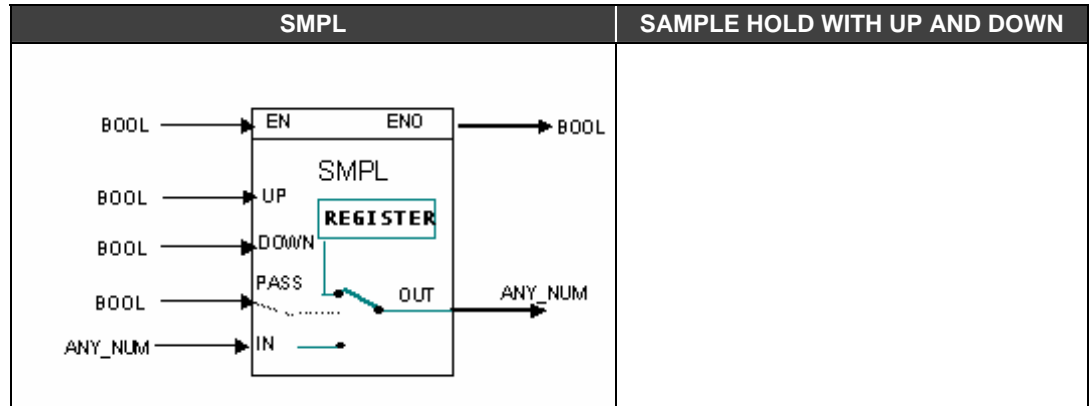 SMPL SAMPLE HOLD WITH UP AND DOWN
BOOL EN ENO BOOL
SMPL
BOOL UP
REGISTER
BOOL DOWN
PASS OUT ANY_NUM
BOOL
ANY_NUM IN